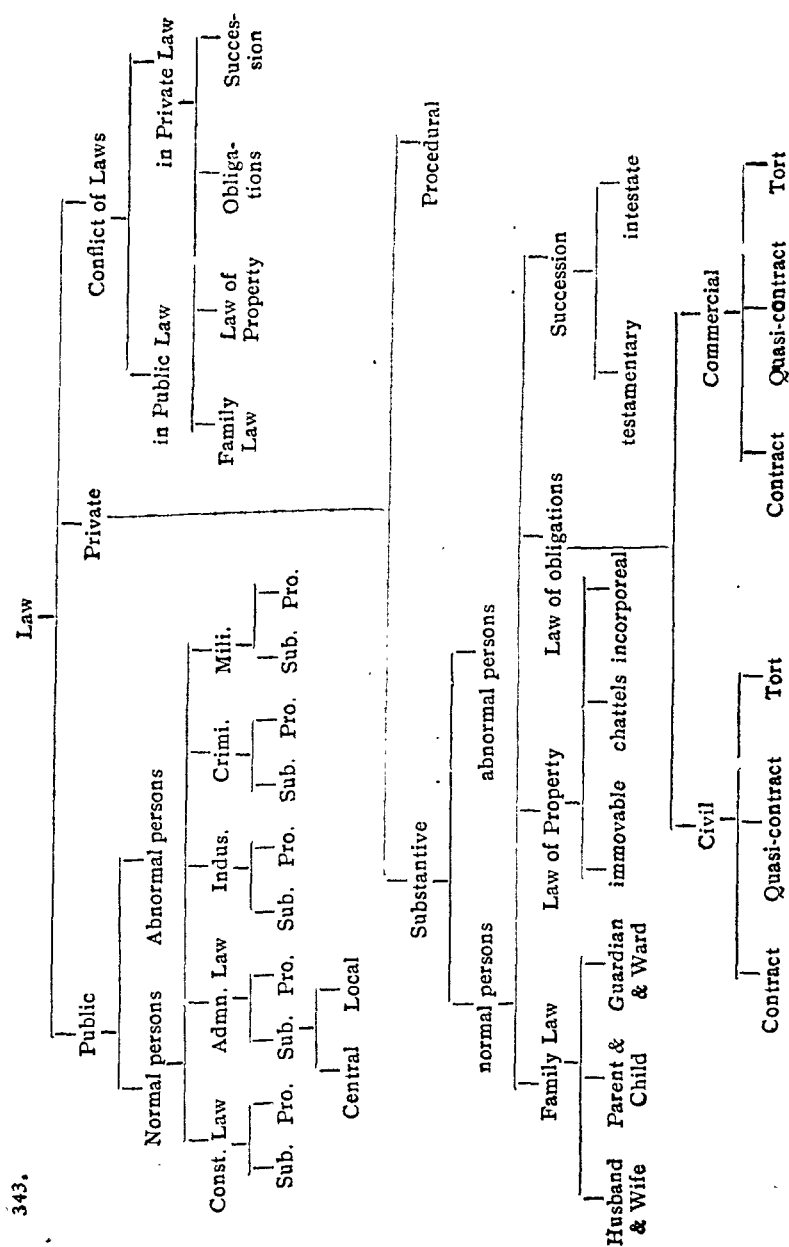 343.
Law
Public Private Conflict of Laws
Normal persons Abnormal persons in Public Law in Private Law
Const. Law Admn. Law Indus. Crimi. Mili. Family Law of Obliga- Succes-
Law Property tions sion
Sub. Pro. Sub. Pro. Sub. Pro. Sub. Pro. Sub. Pro.
Central Local
Substantive Procedural
normal persons abnormal persons
Family Law Law of Property Law of obligations Succession
Husband Parent & Guardian immovable chattels incorporeal testamentary intestate
& Wife Child & Ward
Civil Commercial
Contract Quasi-contract Tort Contract Quasi-contract Tort